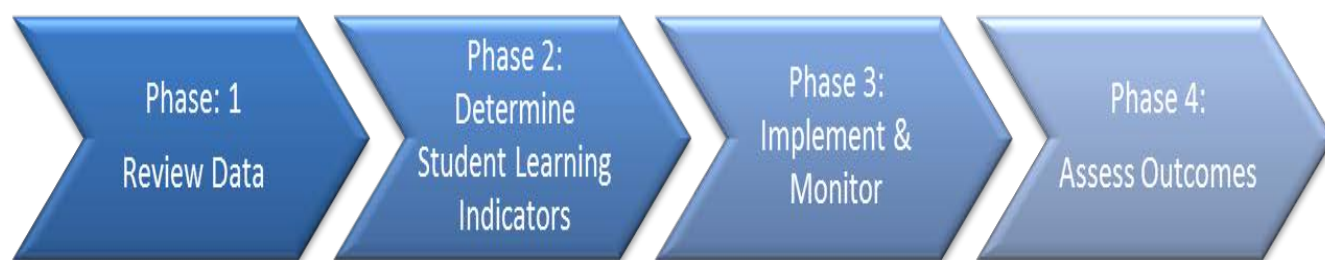 Phase: 1
Review Data
Phase 2:
Determine
Student Learning
Indicators
Phase 3:
Implement &
Monitor
Phase 4:
Assess Outcomes